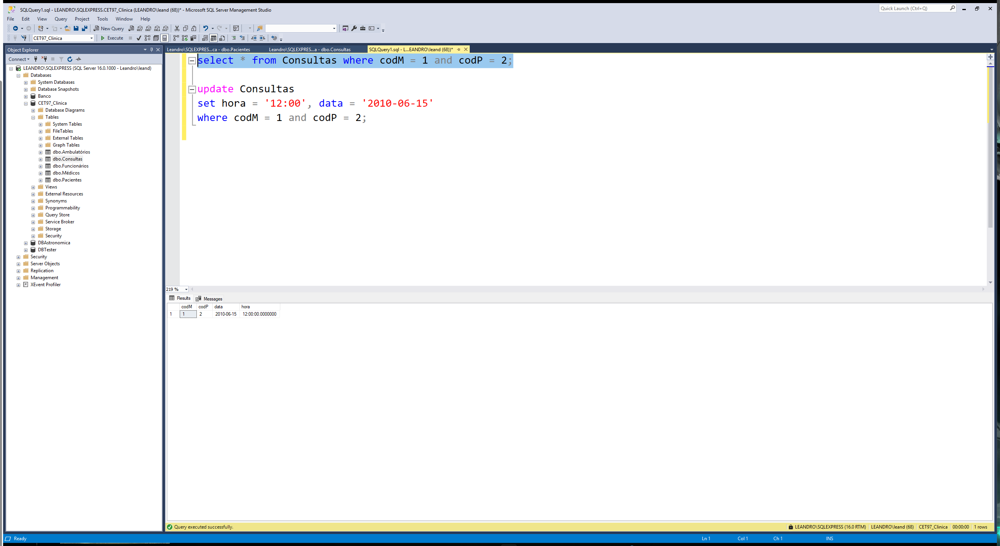 SQLQuery1.sql - LEANDRO\SQLEXPRESS.CET97_Clinica (LEANDRO\leand (68))* - Microsoft SQL Server Management Studio
Quick Launch (Ctrl+Q)
File Edit View Query Project Tools Window Help
New Query MDX DMX XMLA DAX
CET97_Clinica Execute
Object Explorer
Leandro\SQLEXPRES...ca - dbo.Pacientes Leandro\SQLEXPRES...a - dbo.Consultas SQLQuery1.sql - L...EANDRO\leand (68))*
Connect
LEANDRO\SQLEXPRESS (SQL Server 16.0.1000 - Leandro\leand)
Databases
System Databases
Database Snapshots
Banco
CET97_Clinica
Database Diagrams
Tables
System Tables
FileTables
External Tables
Graph Tables
dbo.Ambulatórios
dbo.Consultas
dbo.Funcionários
dbo.Médicos
dbo.Pacientes
Views
External Resources
Synonyms
Programmability
Query Store
Service Broker
Storage
Security
DBAstronomica
DBTester
Security
Server Objects
Replication
Management
XEvent Profiler
select * from Consultas where codM = 1 and codP = 2;
update Consultas
set hora = '12:00', data = '2010-06-15'
where codM = 1 and codP = 2;
219 %
Results Messages
codM codP data hora
1 1 2 2010-06-15 12:00:00.0000000
Query executed successfully. LEANDRO\SQLEXPRESS (16.0 RTM) LEANDRO\leand (68) CET97_Clinica 00:00:00 1 rows
Ready Ln 1 Col 1 Ch 1 INS